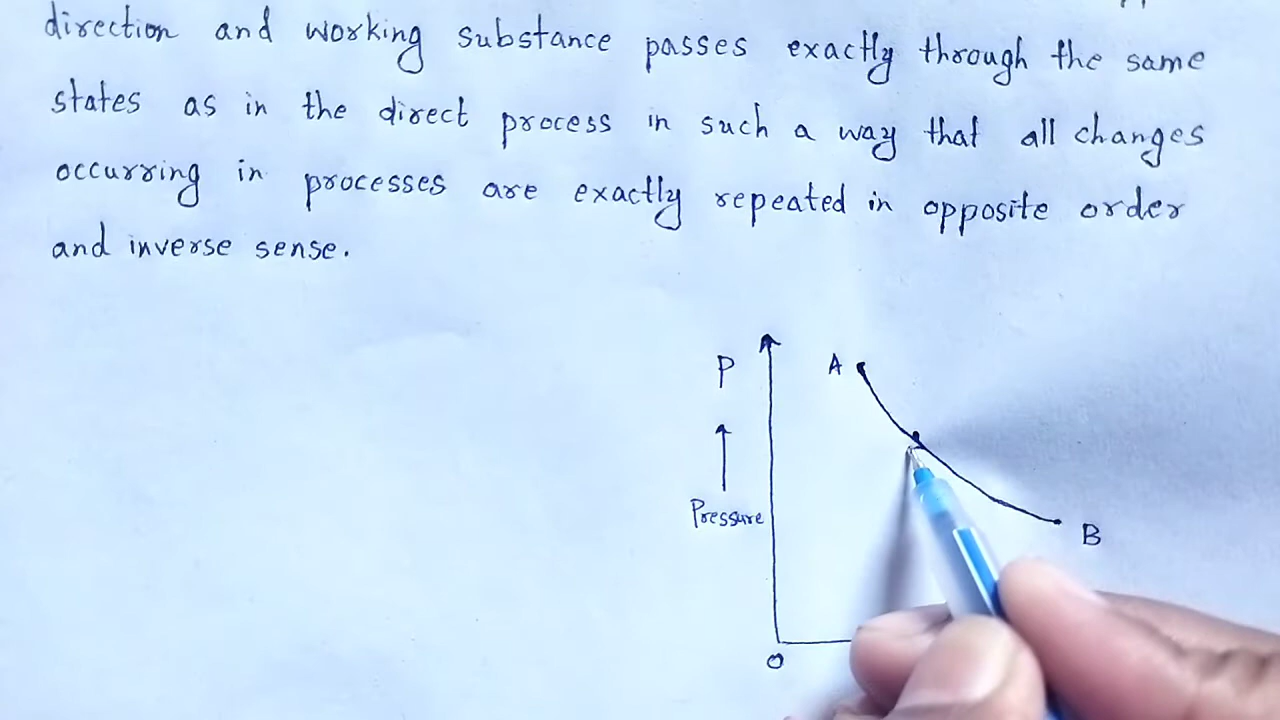 direction and working substance passes exactly through the same
states as in the direct process in such a way that all changes
occurring in processes are exactly repeated in opposite order
and inverse sense.
P
A
Pressure
B
O